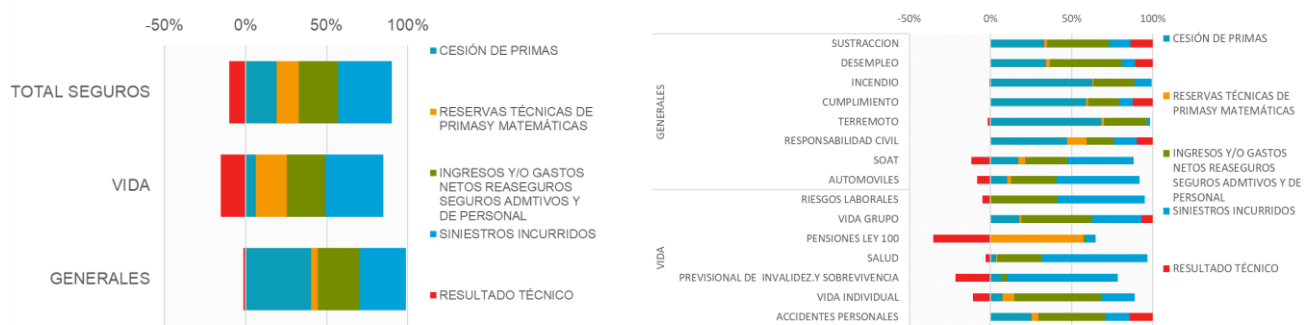 -50% 0% 50% 100%
TOTAL SEGUROS
VIDA
GENERALES
CESIÓN DE PRIMAS
RESERVAS TÉCNICAS DE
PRIMASY MATEMÁTICAS
INGRESOS Y/O GASTOS
NETOS REASEGUROS
SEGUROS ADMTIVOS Y
DE PERSONAL
SINIESTROS INCURRIDOS
RESULTADO TÉCNICO
-50% 0% 50% 100%
GENERALES
SUSTRACCION
DESEMPLEO
INCENDIO
CUMPLIMIENTO
TERREMOTO
RESPONSABILIDAD CIVIL
SOAT
AUTOMOVILES
VIDA
RIESGOS LABORALES
VIDA GRUPO
PENSIONES LEY 100
SALUD
PREVISIONAL DE INVALIDEZ.Y SOBREVIVENCIA
VIDA INDIVIDUAL
ACCIDENTES PERSONALES
CESIÓN DE PRIMAS
RESERVAS TÉCNICAS DE
PRIMASY MATEMÁTICAS
INGRESOS Y/O GASTOS
NETOS REASEGUROS
SEGUROS ADMTIVOS Y DE
PERSONAL
SINIESTROS INCURRIDOS
RESULTADO TÉCNICO